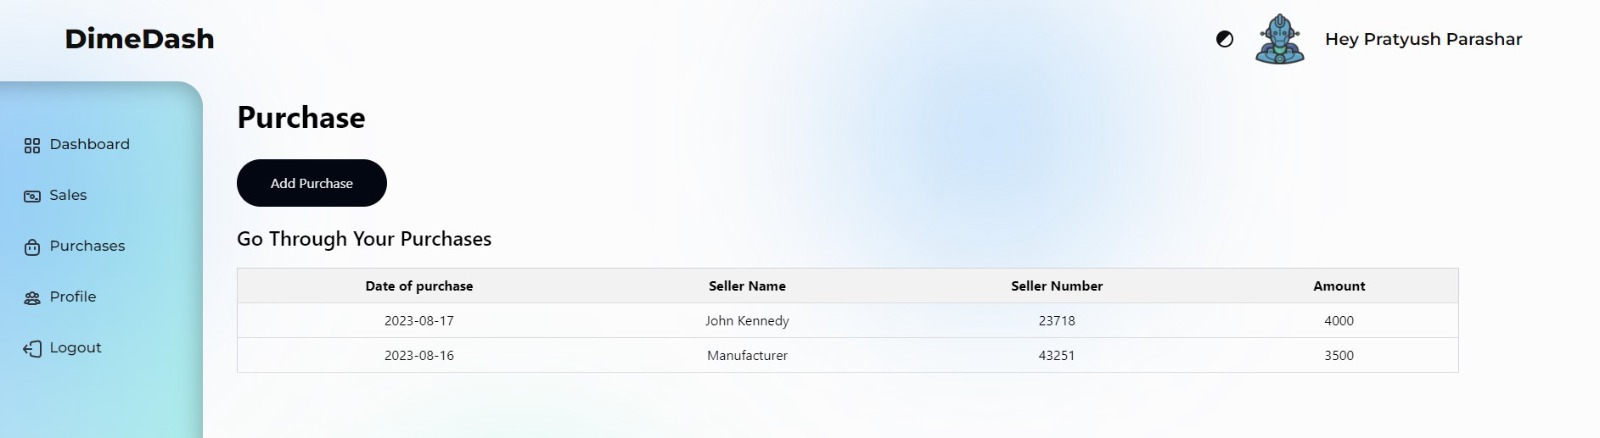 DimeDash
Hey Pratyush Parashar
Dashboard
Sales
Purchases
Profile
Logout
Purchase
Add Purchase
Go Through Your Purchases
Date of purchase Seller Name Seller Number Amount
2023-08-17 John Kennedy 23718 4000
2023-08-16 Manufacturer 43251 3500